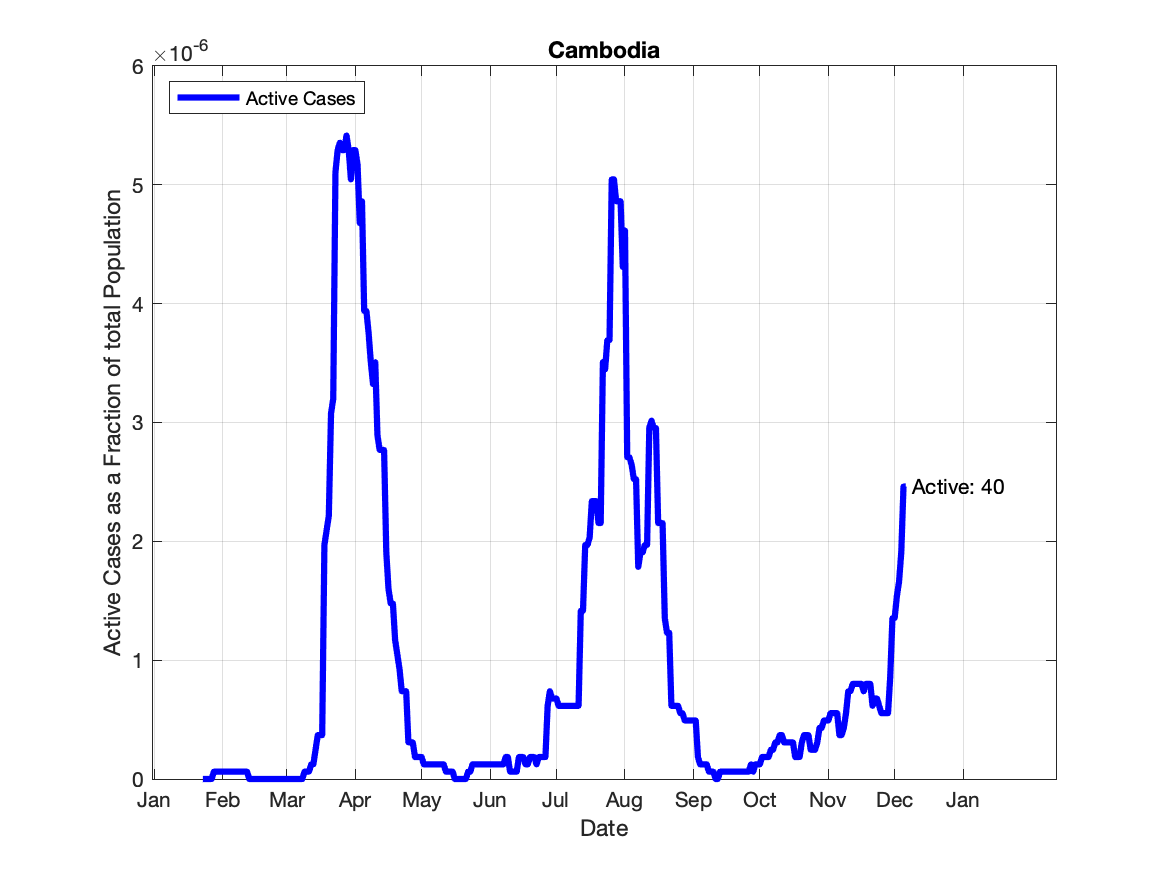 Cambodia
×10-6
Active Cases
6
5
4
3
2
1
0
Active Cases as a Fraction of total Population
Active: 40
Jan Feb Mar Apr May Jun Jul Aug Sep Oct Nov Dec Jan
Date